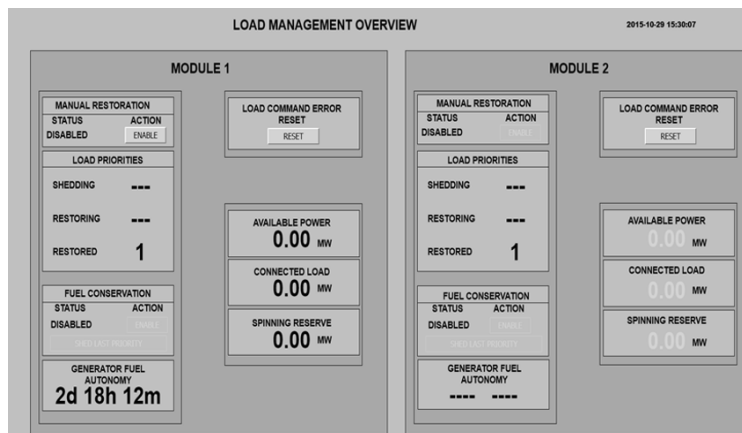 LOAD MANAGEMENT OVERVIEW
2015-10-29 15:30:07
MODULE 1
MANUAL RESTORATION
STATUS ACTION
DISABLED ENABLE
LOAD PRIORITIES
SHEDDING ---
RESTORING ---
RESTORED 1
FUEL CONSERVATION
STATUS ACTION
DISABLED ENABLE
SHED LAST PRIORITY
GENERATOR FUEL
AUTONOMY
2d 18h 12m
LOAD COMMAND ERROR
RESET
RESET
AVAILABLE POWER
0.00 MW
CONNECTED LOAD
0.00 MW
SPINNING RESERVE
0.00 MW
MODULE 2
MANUAL RESTORATION
STATUS ACTION
DISABLED ENABLE
LOAD PRIORITIES
SHEDDING ---
RESTORING ---
RESTORED 1
FUEL CONSERVATION
STATUS ACTION
DISABLED ENABLE
SHED LAST PRIORITY
GENERATOR FUEL
AUTONOMY
---- ----
LOAD COMMAND ERROR
RESET
RESET
AVAILABLE POWER
0.00 MW
CONNECTED LOAD
0.00 MW
SPINNING RESERVE
0.00 MW